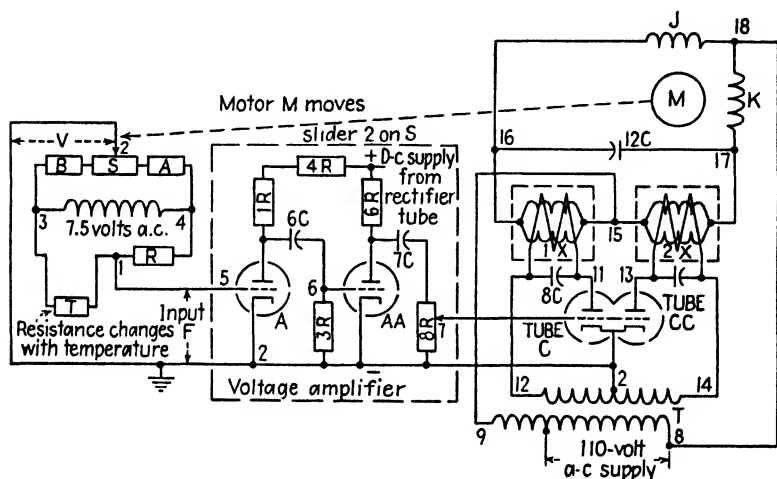 J
18
M
K
Motor M moves
V
2
slider 2 on S
16
12C
17
B
S
A
4R
+ D-c supply
from
rectifier
tube
1R
6R
3
7.5 volts a.c.
4
6C
7C
15
1X
2X
1
R
5
6
8C
11
13
T
Input
F
A
3R
AA
8R
7
TUBE
C
TUBE
CC
Resistance changes
with temperature
2
−
Voltage amplifier
12
2
14
T
9
8
110-volt
a-c supply